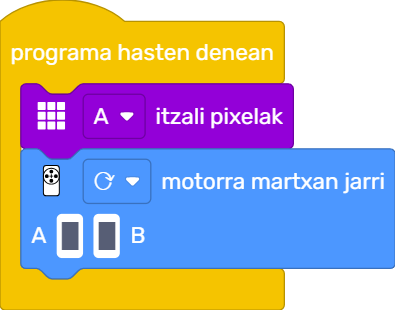 programa hasten denean
A itzali pixelak
motorra martxan jarri
A B